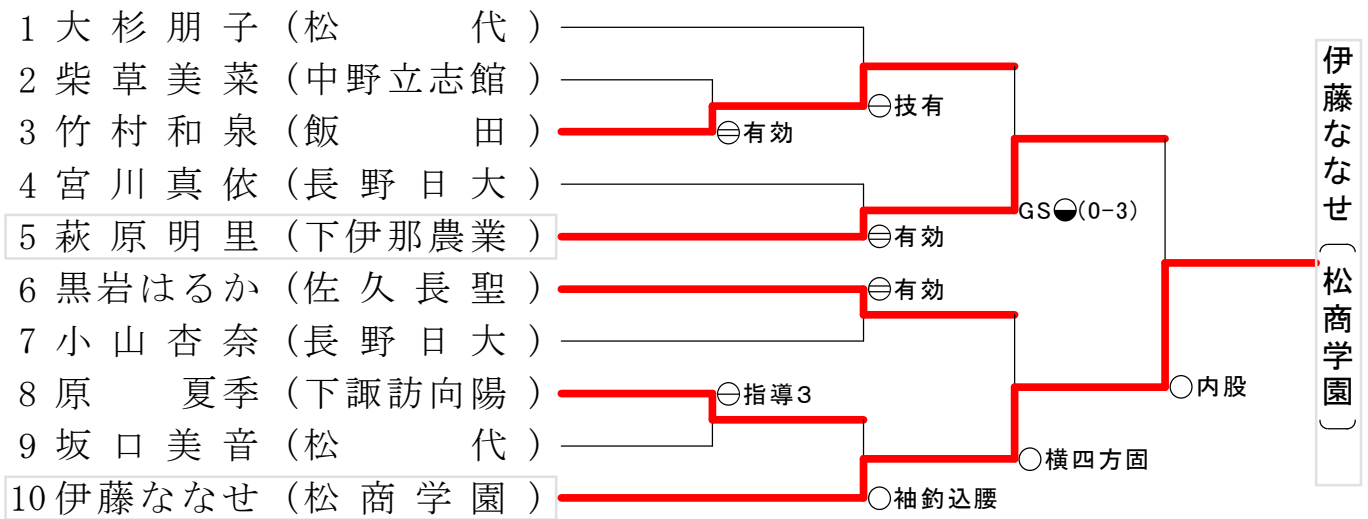 1 大杉朋子（松代）
2 柴草美菜（中野立志館）
3 竹村和泉（飯田）
4 宮川真依（長野日大）
5 萩原明里（下伊那農業）
6 黒岩はるか（佐久長聖）
7 小山杏奈（長野日大）
8 原 夏季（下諏訪向陽）
9 坂口美音（松代）
10 伊藤ななせ（松商学園）
有効
指導3
技有
有効
有効
袖釣込腰
GS(0-3)
横四方固
内股
伊藤ななせ（松商学園）